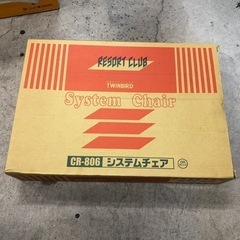 RESORT CLUB
TWINBIRD
System Chair
CR-806 システムチェア